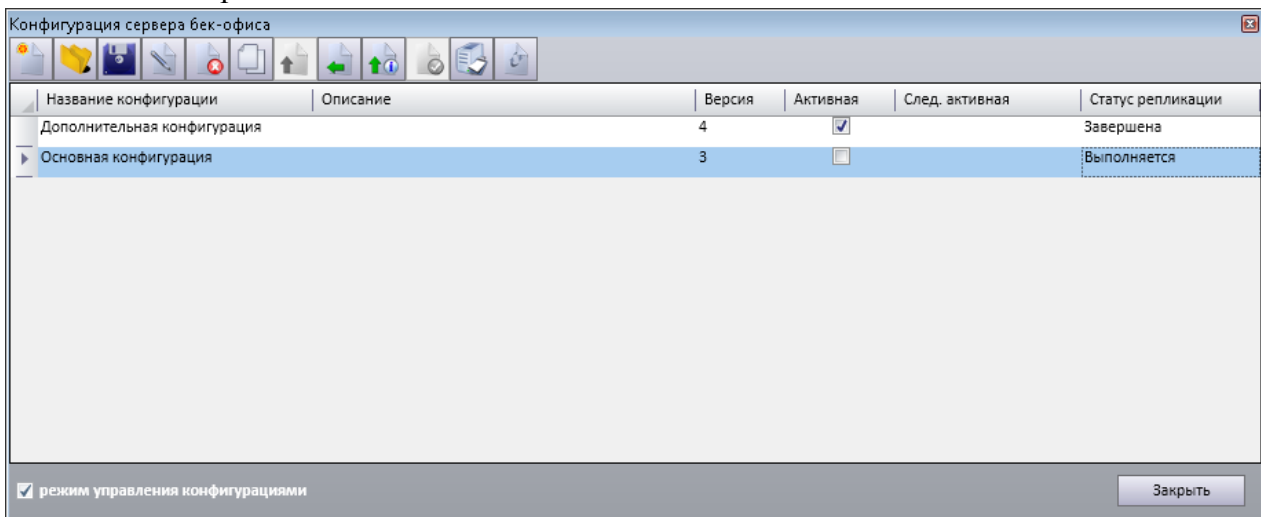 Конфигурация сервера бек-офиса
Название конфигурации Описание Версия Активная След. активная Статус репликации
Дополнительная конфигурация 4 Завершена
Основная конфигурация 3 Выполняется
режим управления конфигурациями Закрыть